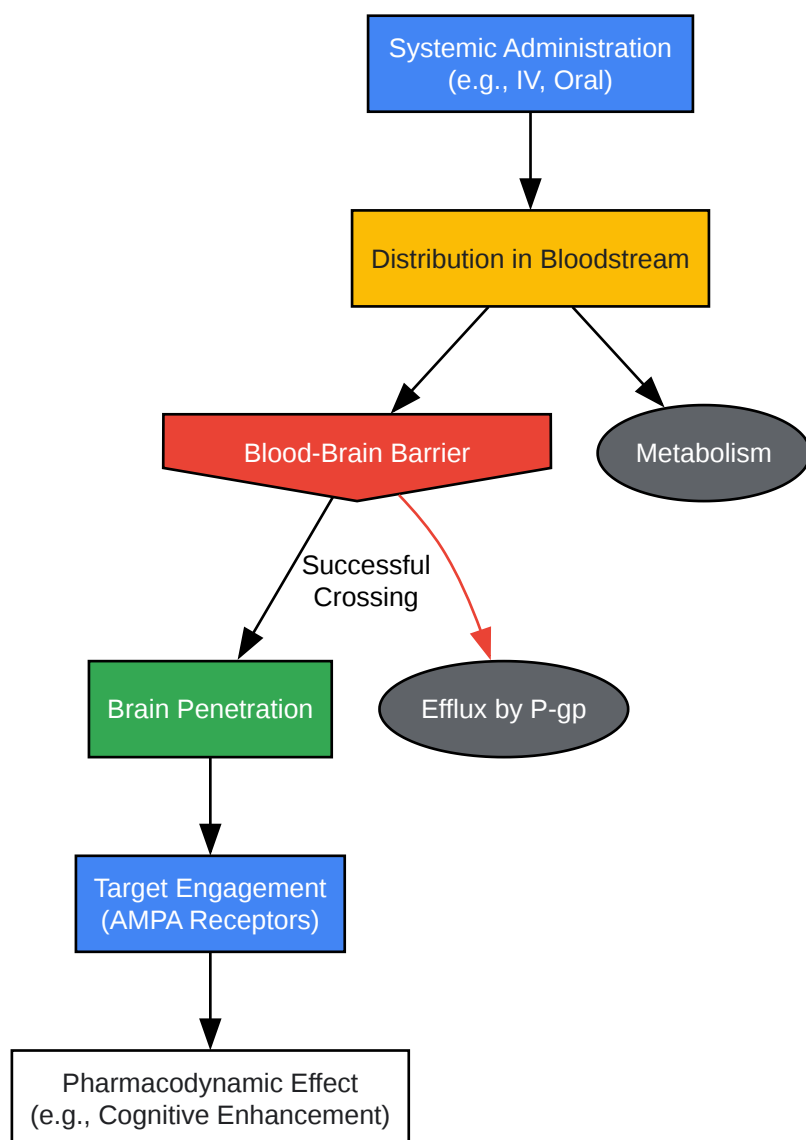 Systemic Administration
(e.g., IV, Oral)
Distribution in Bloodstream
Blood-Brain Barrier
Metabolism
Successful
Crossing
Brain Penetration
Efflux by P-gp
Target Engagement
(AMPA Receptors)
Pharmacodynamic Effect
(e.g., Cognitive Enhancement)